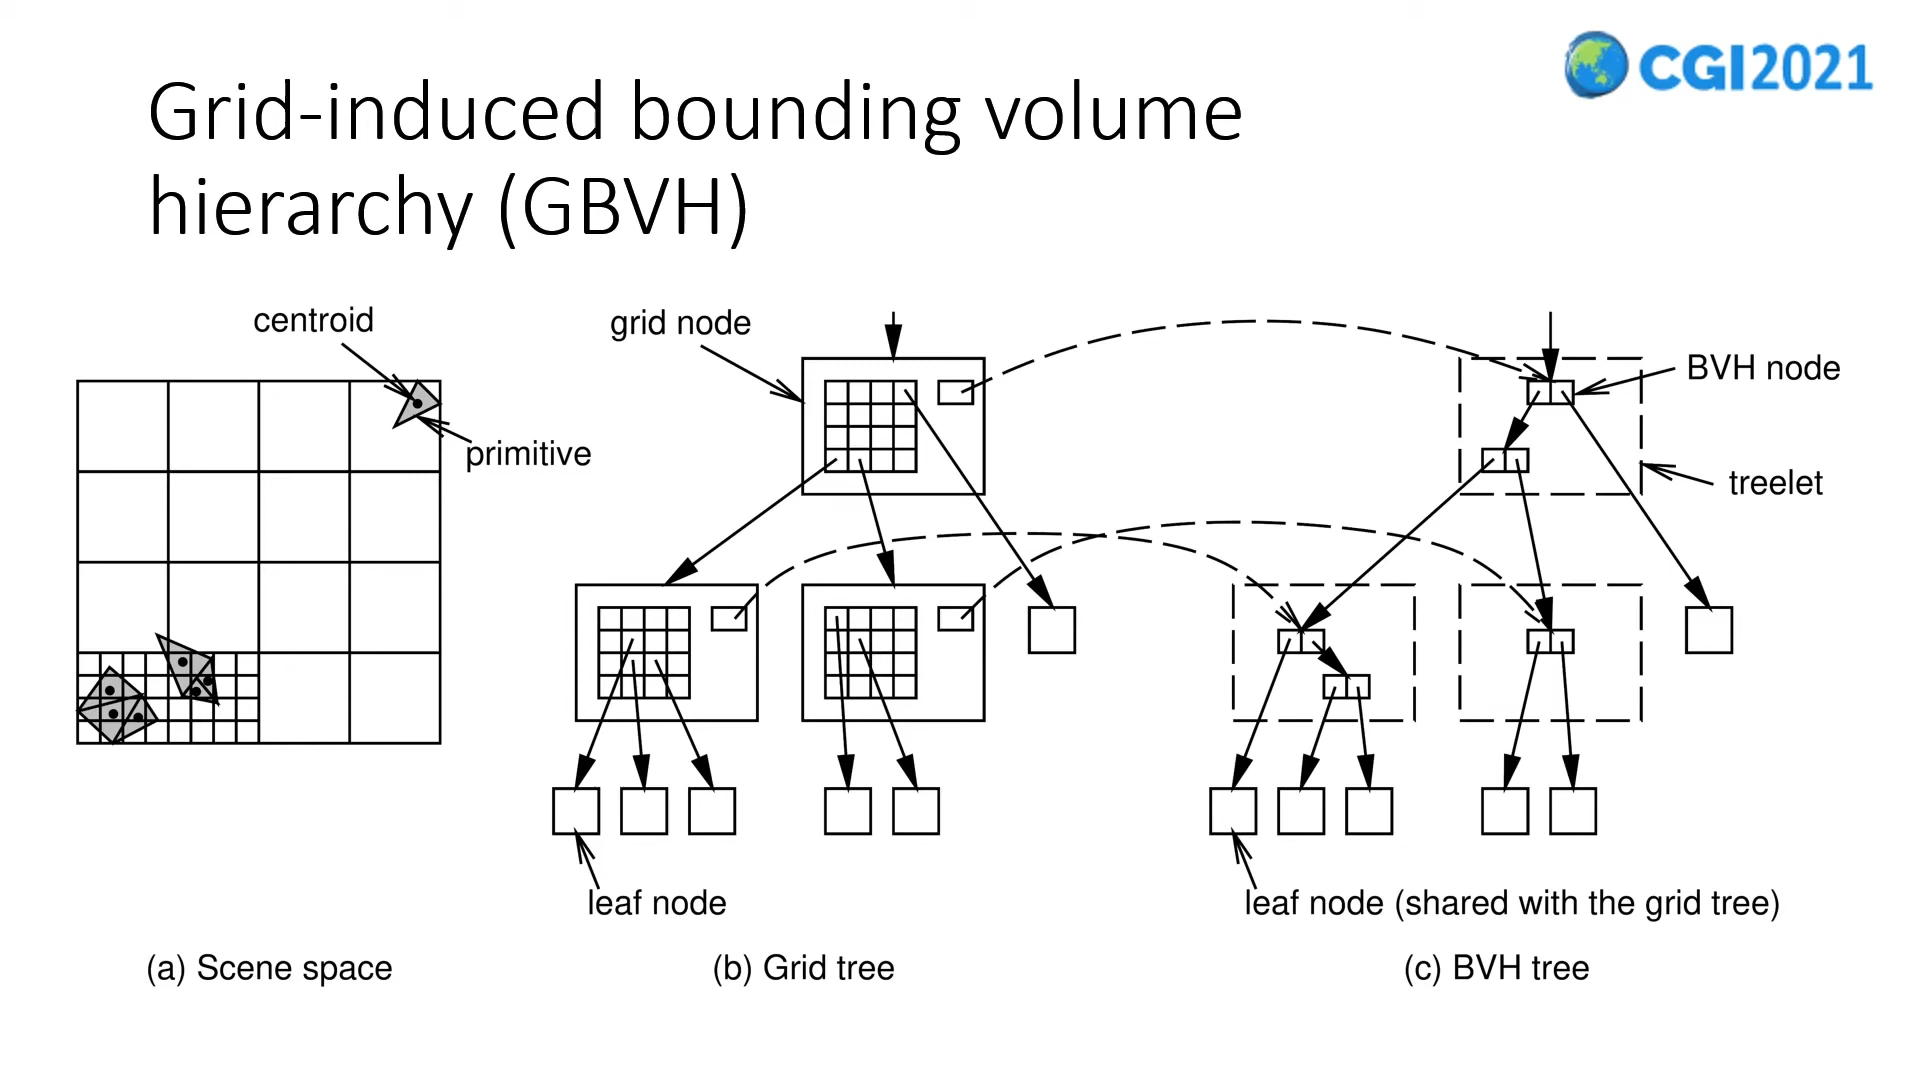 CGI2021
Grid-induced bounding volume
hierarchy (GBVH)
centroid
primitive
grid node
BVH node
treelet
leaf node
leaf node (shared with the grid tree)
(a) Scene space
(b) Grid tree
(c) BVH tree